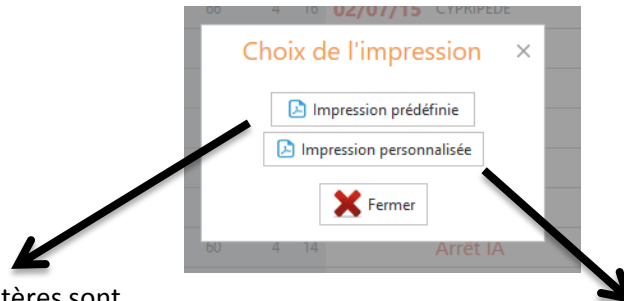 66 4 16 02/07/15 CYPRIPEDE
Choix de l'impression ×
Impression prédéfinie
Impression personnalisée
Fermer
60 4 14 Arrêt IA
tères sont